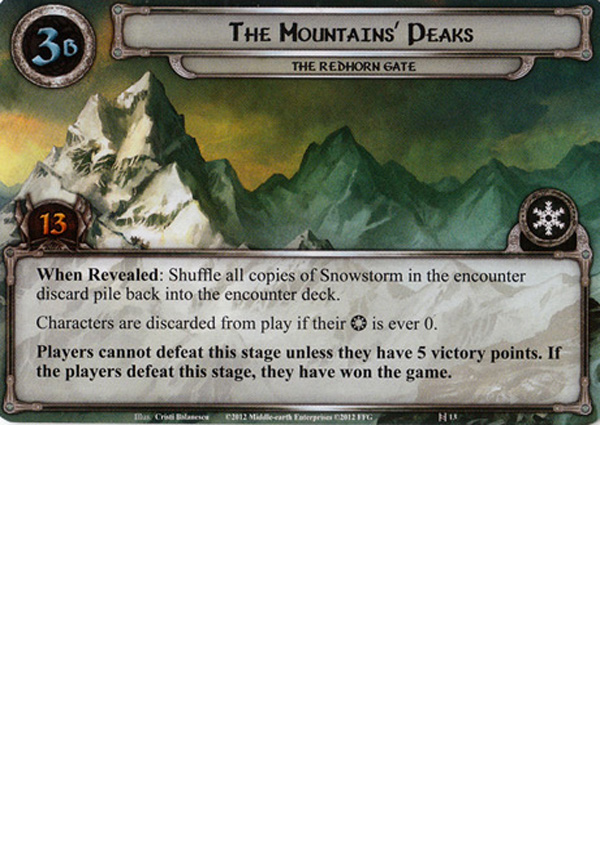 3B
THE MOUNTAINS' PEAKS
THE REDHORN GATE
13
When Revealed: Shuffle all copies of Snowstorm in the encounter
discard pile back into the encounter deck.
Characters are discarded from play if their is ever 0.
Players cannot defeat this stage unless they have 5 victory points. If
the players defeat this stage, they have won the game.
Illus. Cristi Balanescu ©2012 Middle-earth Enterprises ©2012 FFG 13